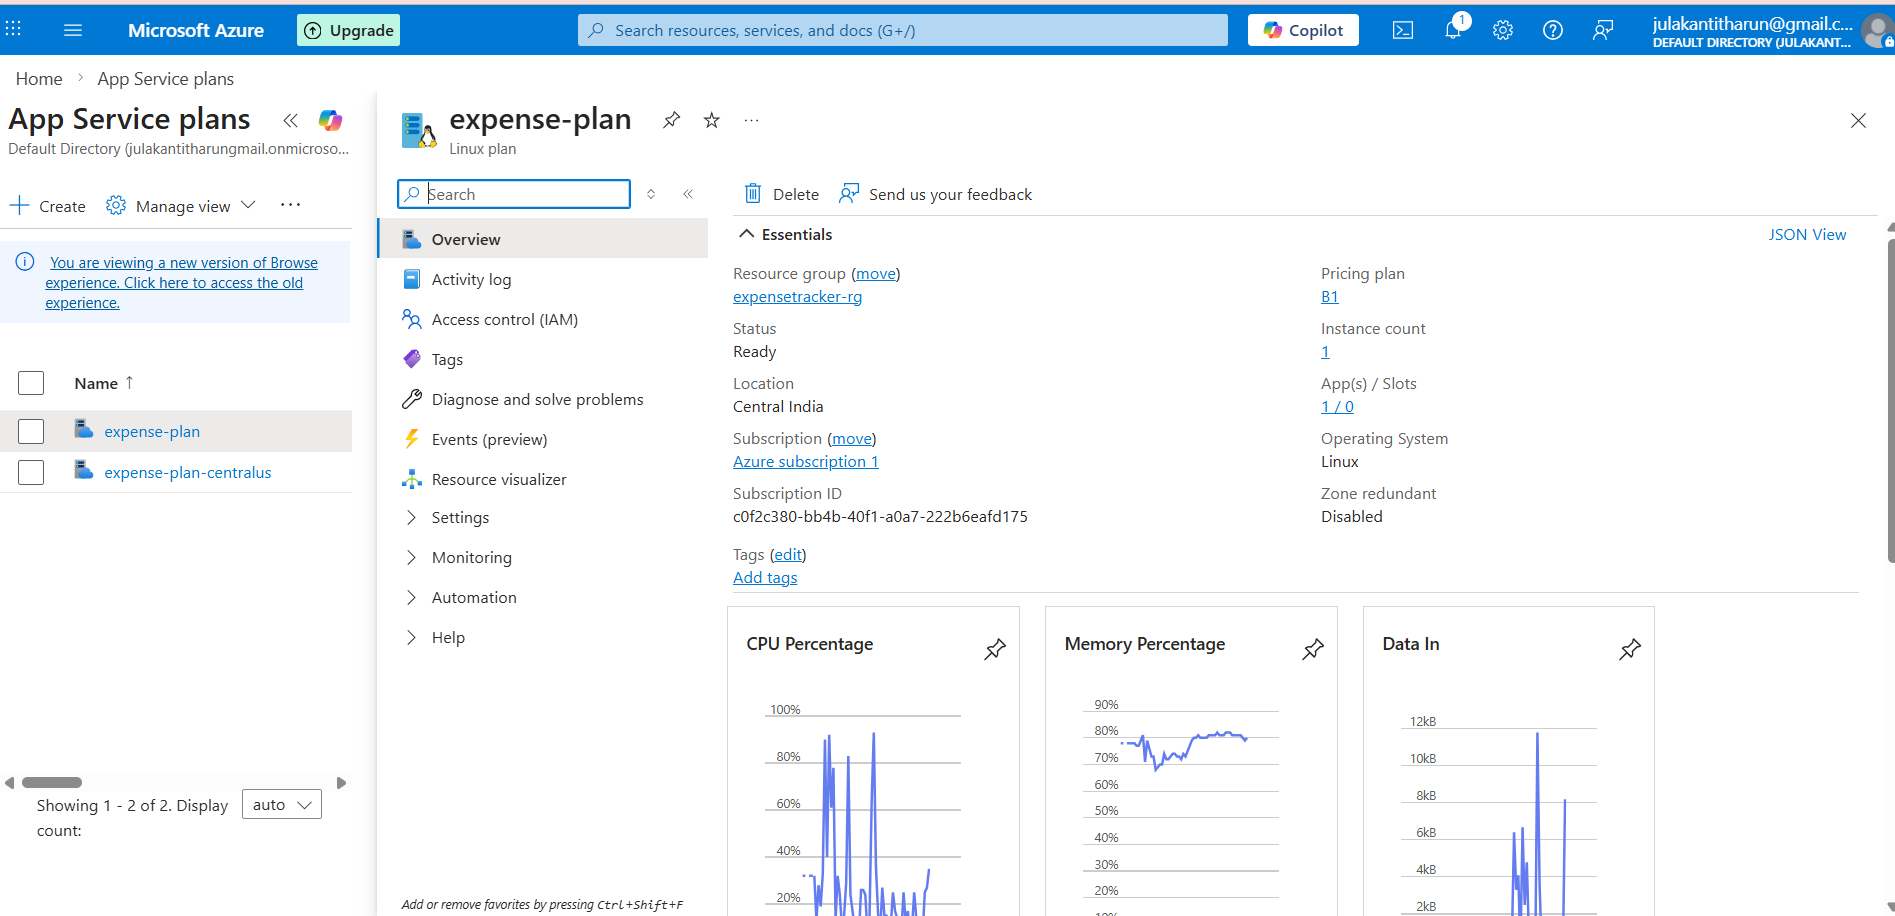 Microsoft Azure
Upgrade
Search resources, services, and docs (G+/)
Copilot
1
julakantitharun@gmail.c...
DEFAULT DIRECTORY (JULAKANT...
Home > App Service plans
App Service plans
Default Directory (julakantitharungmail.onmicroso...
Create
Manage view
You are viewing a new version of Browse
experience. Click here to access the old
experience.
Name ↑
expense-plan
expense-plan-centralus
Showing 1 - 2 of 2. Display
count:
auto
expense-plan
Linux plan
Search
Overview
Activity log
Access control (IAM)
Tags
Diagnose and solve problems
Events (preview)
Resource visualizer
Settings
Monitoring
Automation
Help
Add or remove favorites by pressing Ctrl+Shift+F
Delete
Send us your feedback
Essentials
JSON View
Resource group (move)
expensetracker-rg
Status
Ready
Location
Central India
Subscription (move)
Azure subscription 1
Subscription ID
c0f2c380-bb4b-40f1-a0a7-222b6eafd175
Tags (edit)
Add tags
Pricing plan
B1
Instance count
1
App(s) / Slots
1 / 0
Operating System
Linux
Zone redundant
Disabled
CPU Percentage
100%
80%
60%
40%
20%
Memory Percentage
90%
80%
70%
60%
50%
40%
30%
20%
10%
Data In
12kB
10kB
8kB
6kB
4kB
2kB